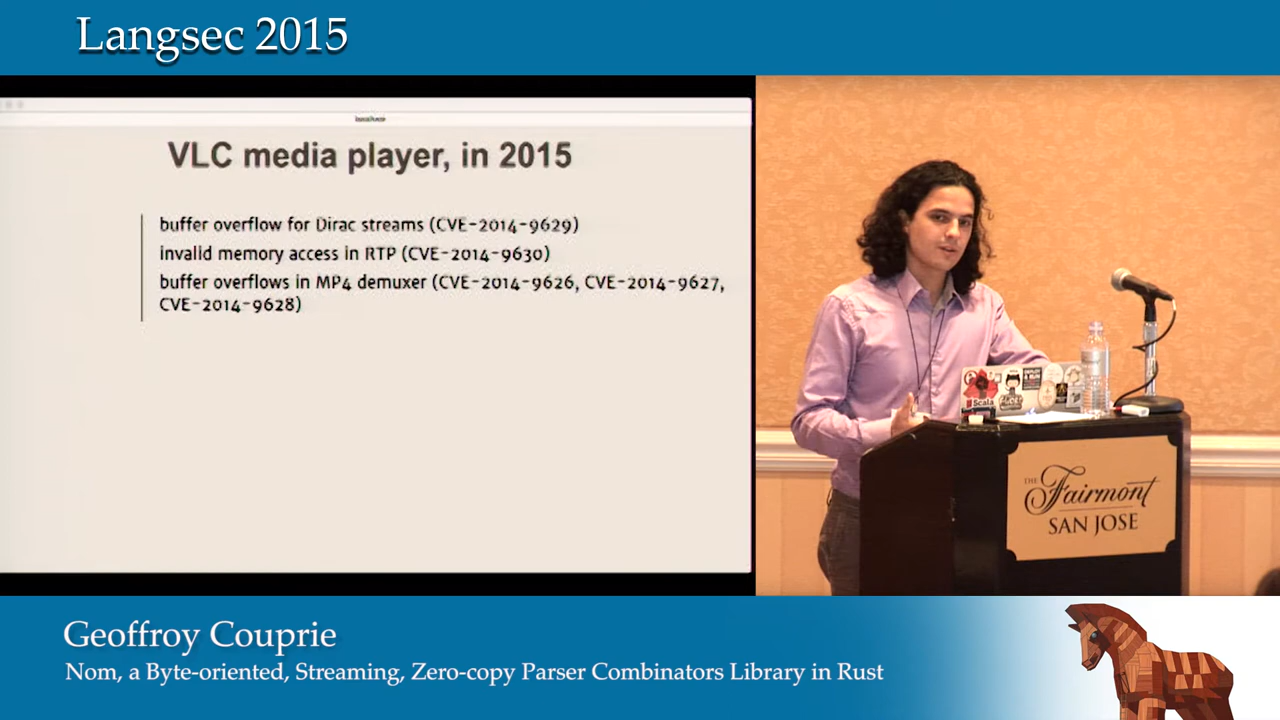 Langsec 2015
VLC media player, in 2015
buffer overflow for Dirac streams (CVE-2014-9629)
invalid memory access in RTP (CVE-2014-9630)
buffer overflows in MP4 demuxer (CVE-2014-9626, CVE-2014-9627,
CVE-2014-9628)
Scala
THE
Fairmont
SAN JOSE
Geoffroy Couprie
Nom, a Byte-oriented, Streaming, Zero-copy Parser Combinators Library in Rust